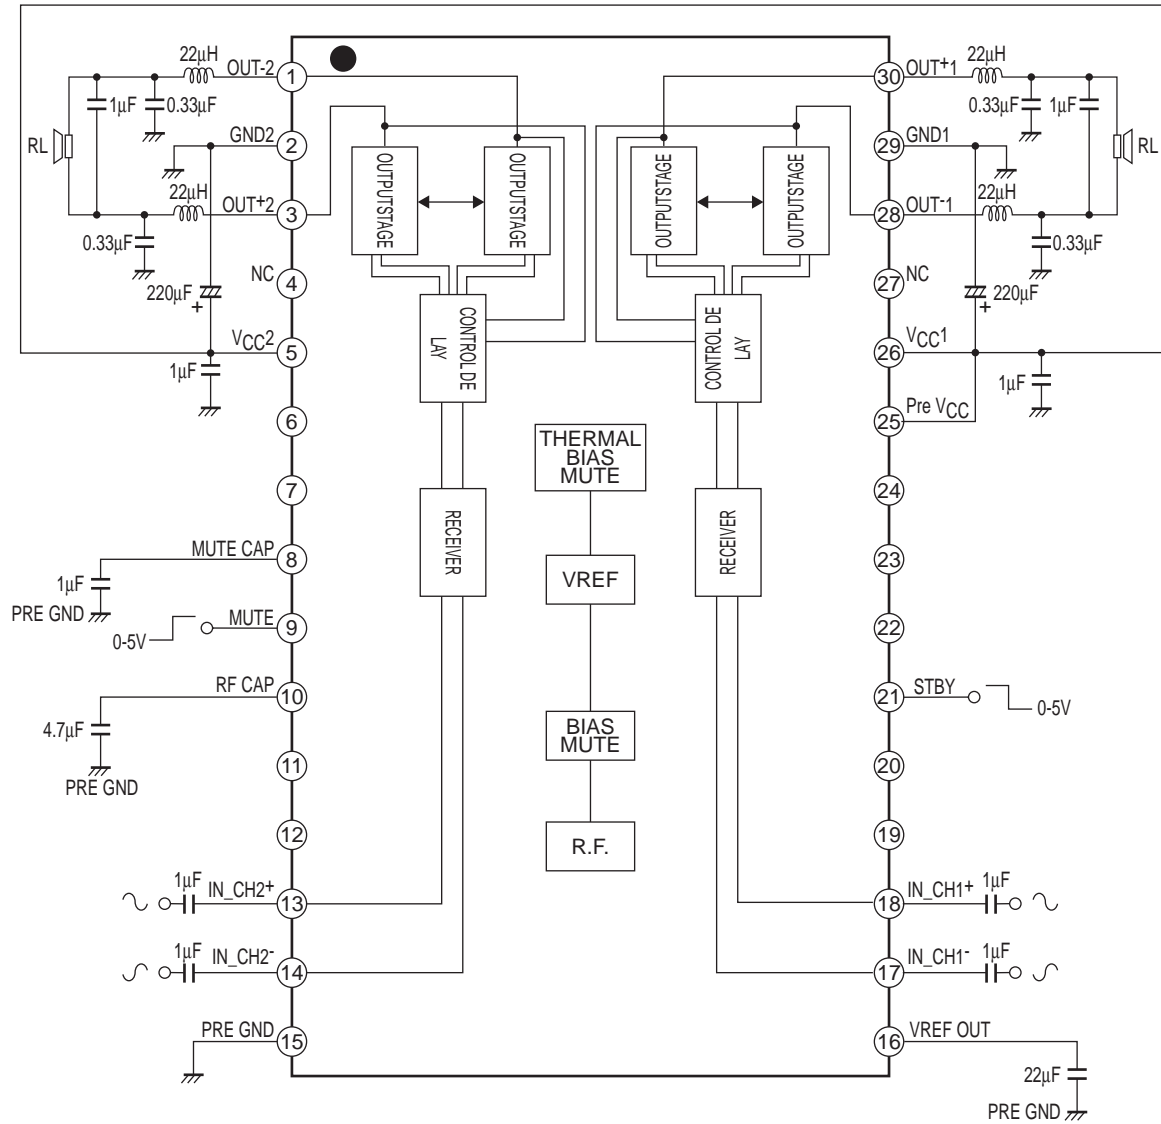 22µH
OUT-2
1
1µF
0.33µF
GND2
2
RL
22µH
OUT+2
3
0.33µF
NC
4
220µF
+
VCC2
5
1µF
6
7
MUTE CAP
8
1µF
PRE GND
MUTE
9
0-5V
RF CAP
10
4.7µF
PRE GND
11
12
1µF
IN_CH2+
13
1µF
IN_CH2-
14
PRE GND
15
OUTPUTSTAGE
OUTPUTSTAGE
CONTROL DE
LAY
RECEIVER
THERMAL
BIAS
MUTE
VREF
BIAS
MUTE
R.F.
OUTPUTSTAGE
OUTPUTSTAGE
CONTROL DE
LAY
RECEIVER
30
OUT+1
22µH
0.33µF
1µF
29
GND1
RL
22µH
28
OUT-1
0.33µF
27
NC
220µF
+
26
VCC1
1µF
25
Pre VCC
24
23
22
21
STBY
0-5V
20
19
18
IN_CH1+
1µF
17
IN_CH1-
1µF
16
VREF OUT
22µF
PRE GND